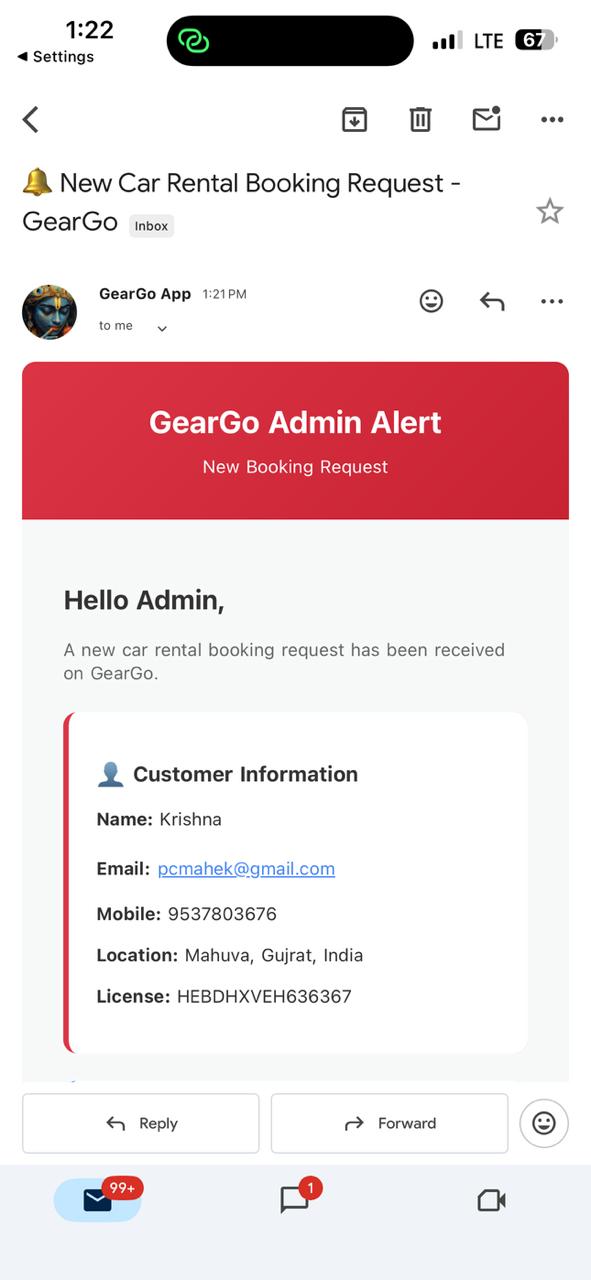 1:22
LTE
67
◀ Settings
🔔 New Car Rental Booking Request -
GearGo Inbox
GearGo App 1:21 PM
to me
GearGo Admin Alert
New Booking Request
Hello Admin,
A new car rental booking request has been received
on GearGo.
👤 Customer Information
Name: Krishna
Email: pcmahek@gmail.com
Mobile: 9537803676
Location: Mahuva, Gujrat, India
License: HEBDHXVEH636367
Reply
Forward
99+
1